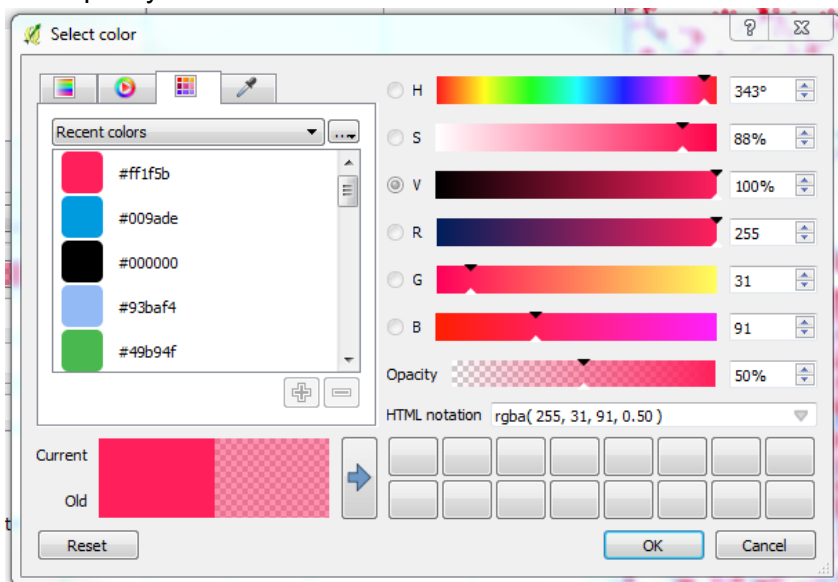 Select color
Recent colors
#ff1f5b
#009ade
#000000
#93baf4
#49b94f
H 343°
S 88%
V 100%
R 255
G 31
B 91
Opacity 50%
HTML notation rgba( 255, 31, 91, 0.50 )
Current
Old
Reset
OK
Cancel